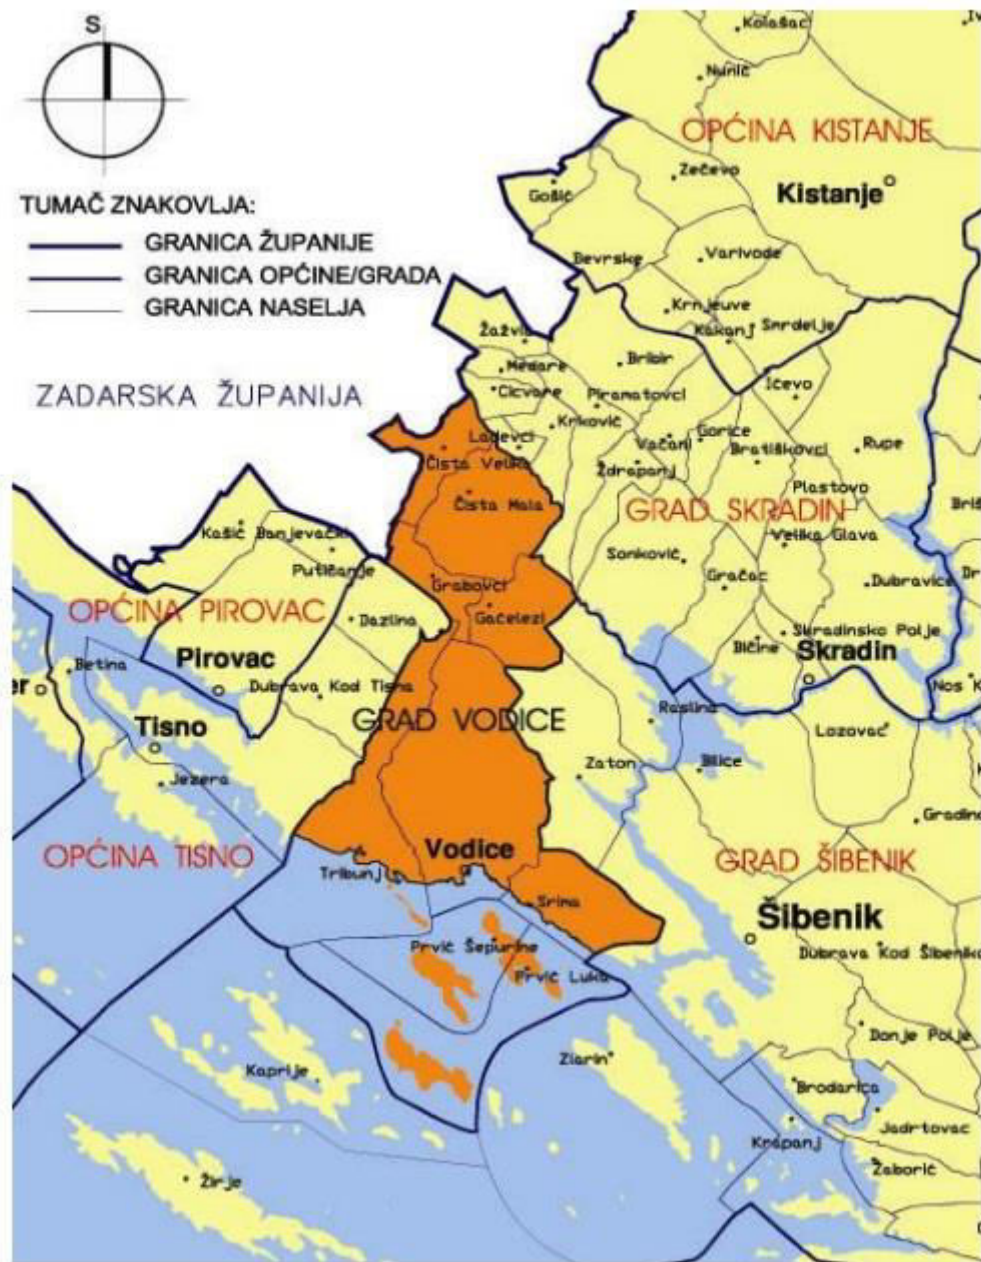 S
Kolašac
Nunić
OPĆINA KISTANJE
Zečevo
Gošić
Kistanje
TUMAČ ZNAKOVLJA:
GRANICA ŽUPANIJE
GRANICA OPĆINE/GRADA
GRANICA NASELJA
Bevrske
Varivode
Krnjeuve
Kakanj
Smrdelje
Žažvić
Bribir
Međare
ZADARSKA ŽUPANIJA
Cicvare
Piramatovci
Ićevo
Krković
Lađevci
Vačani
Gorice
Bratiškovci
Rupe
Čista Velika
Ždrapanj
Plastovo
Čista Mala
GRAD SKRADIN
Kašić Banjevački
Velika Glava
Putičanje
Sonković
Gračac
Dubravice
Grabovci
Gaćelezi
OPĆINA PIROVAC
Dazlina
Skradinsko Polje
Bićine
Skradin
Betina
Pirovac
Dubrava Kod Tisna
Tisno
GRAD VODICE
Raslina
Lozovac
Jezera
Zaton
Bilice
OPĆINA TISNO
Vodice
GRAD ŠIBENIK
Tribunj
Srima
Šibenik
Prvić Šepurine
Dubrava Kod Šibenika
Prvić Luka
Donje Polje
Zlarin
Kaprije
Brodarica
Krapanj
Jadrtovac
Žaborić
Žirje